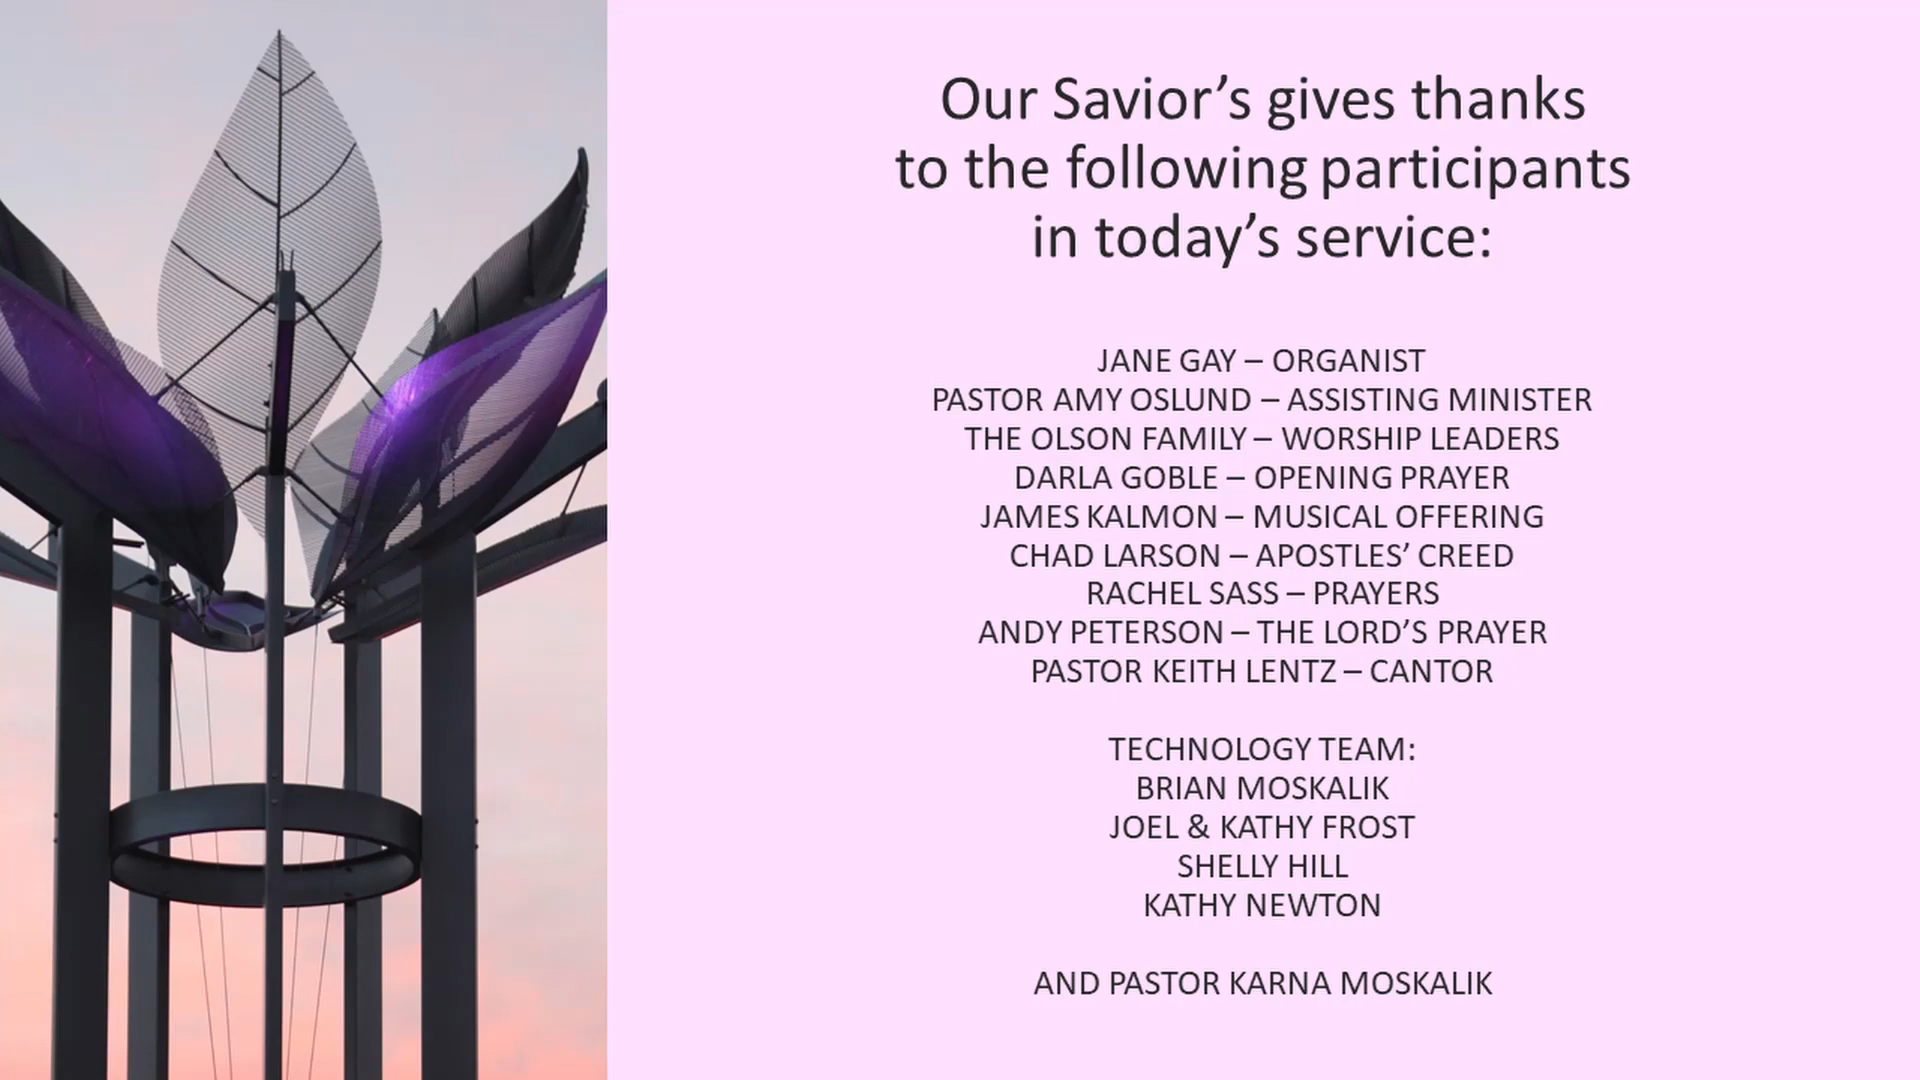 Our Savior’s gives thanks
to the following participants
in today’s service:
JANE GAY – ORGANIST
PASTOR AMY OSLUND – ASSISTING MINISTER
THE OLSON FAMILY – WORSHIP LEADERS
DARLA GOBLE – OPENING PRAYER
JAMES KALMON – MUSICAL OFFERING
CHAD LARSON – APOSTLES’ CREED
RACHEL SASS – PRAYERS
ANDY PETERSON – THE LORD’S PRAYER
PASTOR KEITH LENTZ – CANTOR
TECHNOLOGY TEAM:
BRIAN MOSKALIK
JOEL & KATHY FROST
SHELLY HILL
KATHY NEWTON
AND PASTOR KARNA MOSKALIK